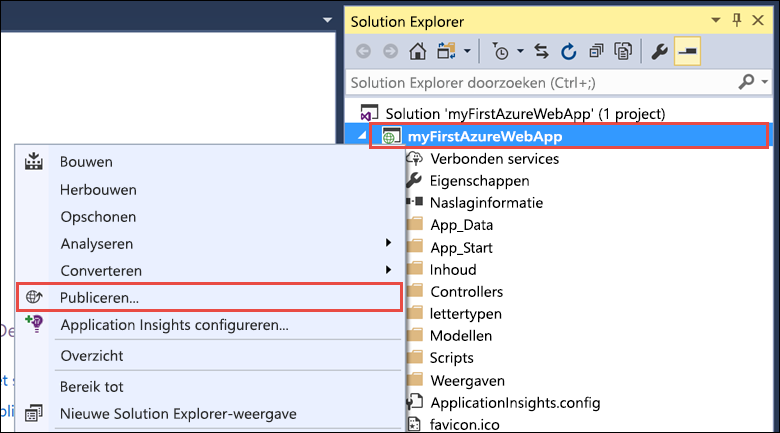 Solution Explorer
Solution Explorer doorzoeken (Ctrl+;)
Solution 'myFirstAzureWebApp' (1 project)
myFirstAzureWebApp
Verbonden services
Eigenschappen
Naslaginformatie
App_Data
App_Start
Inhoud
Controllers
lettertypen
Modellen
Scripts
Weergaven
ApplicationInsights.config
favicon.ico
Bouwen
Herbouwen
Opschonen
Analyseren
Converteren
Publiceren...
Application Insights configureren...
Overzicht
Bereik tot
Nieuwe Solution Explorer-weergave